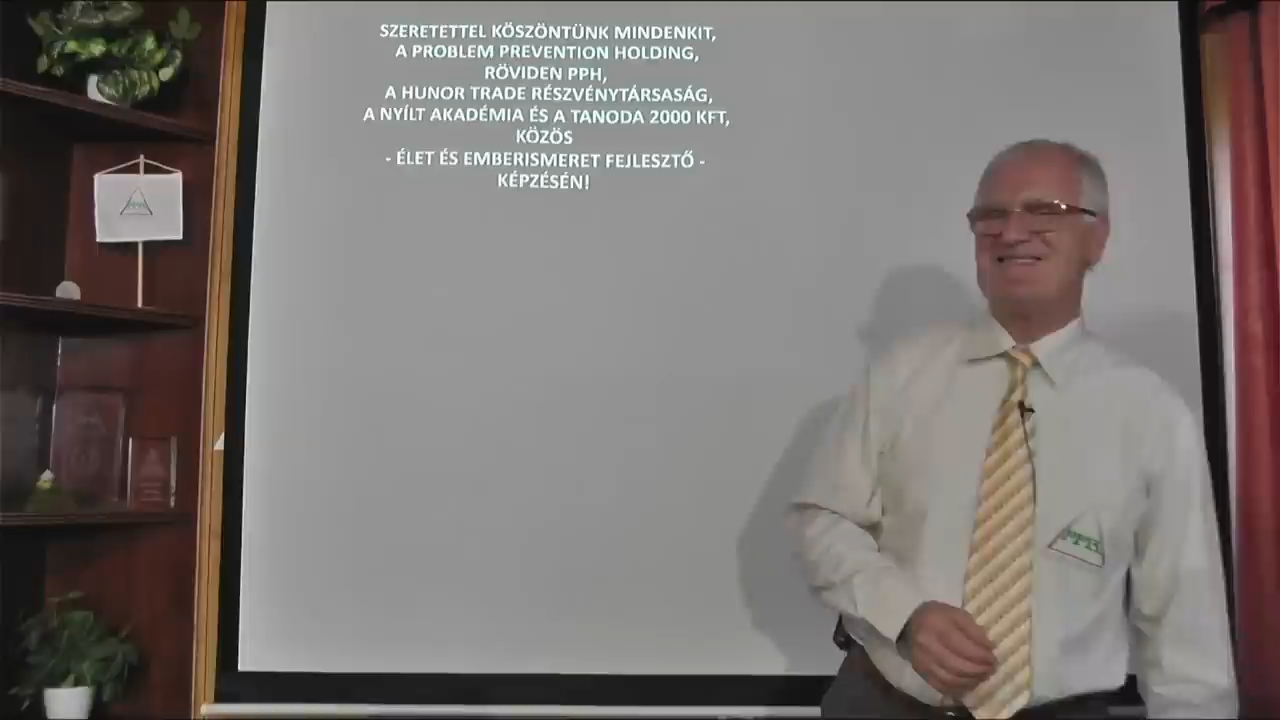 SZERETETTEL KÖSZÖNTÜNK MINDENKIT,
A PROBLEM PREVENTION HOLDING,
RÖVIDEN PPH,
A HUNOR TRADE RÉSZVÉNYTÁRSASÁG,
A NYÍLT AKADÉMIA ÉS A TANODA 2000 KFT,
KÖZÖS
- ÉLET ÉS EMBERISMERET FEJLESZTŐ -
KÉPZÉSÉN!
PPH